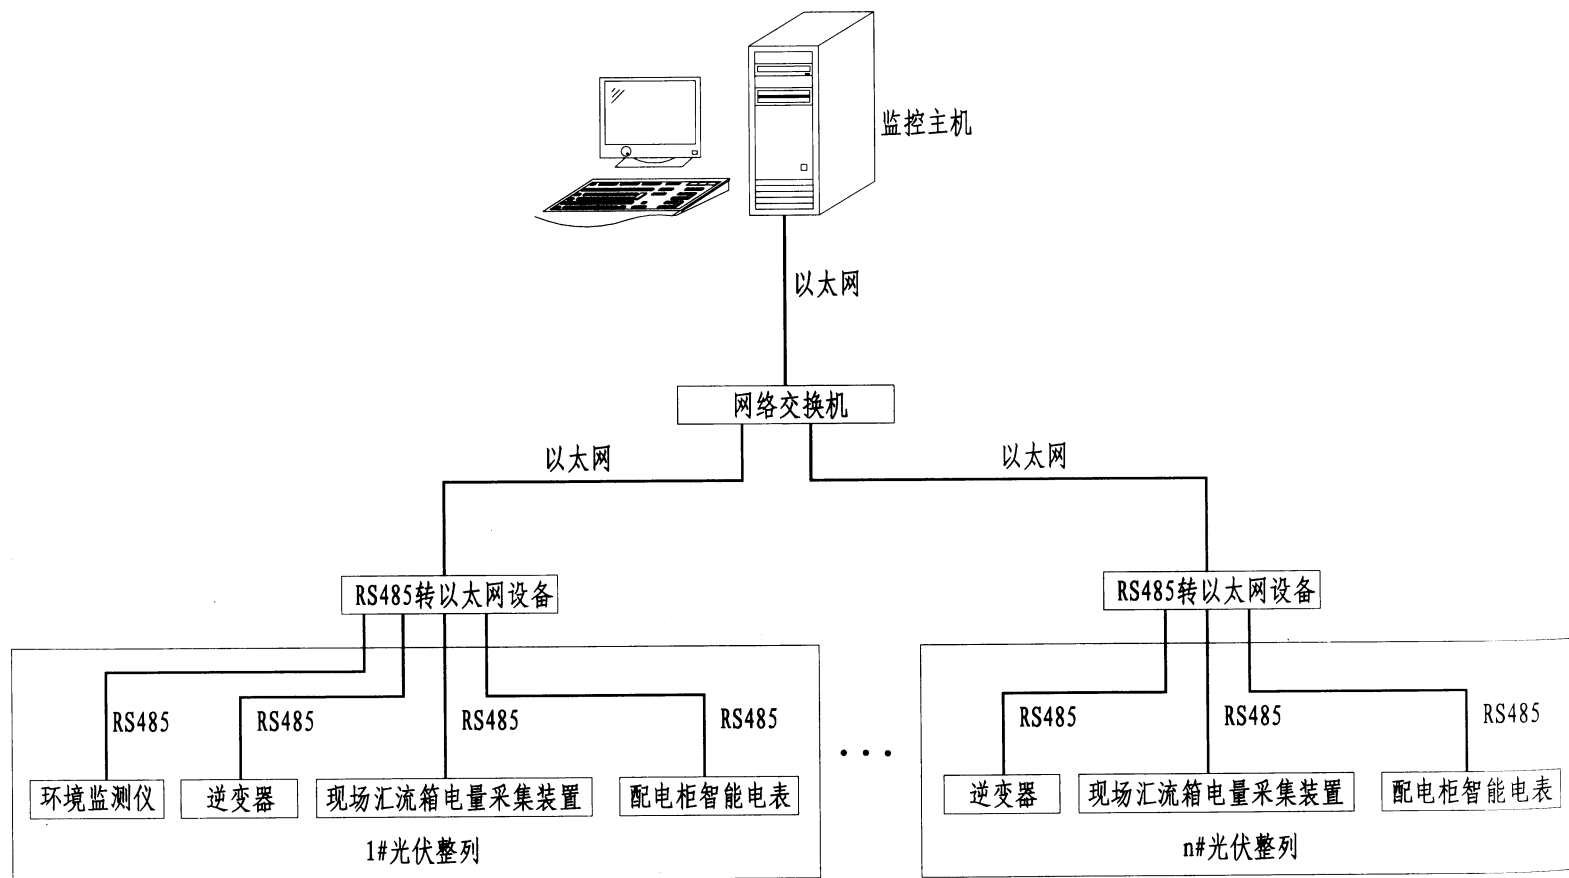 监控主机
以太网
网络交换机
以太网
以太网
RS485转以太网设备
RS485转以太网设备
RS485
RS485
RS485
RS485
RS485
RS485
RS485
环境监测仪
逆变器
现场汇流箱电量采集装置
配电柜智能电表
...
逆变器
现场汇流箱电量采集装置
配电柜智能电表
1#光伏整列
n#光伏整列